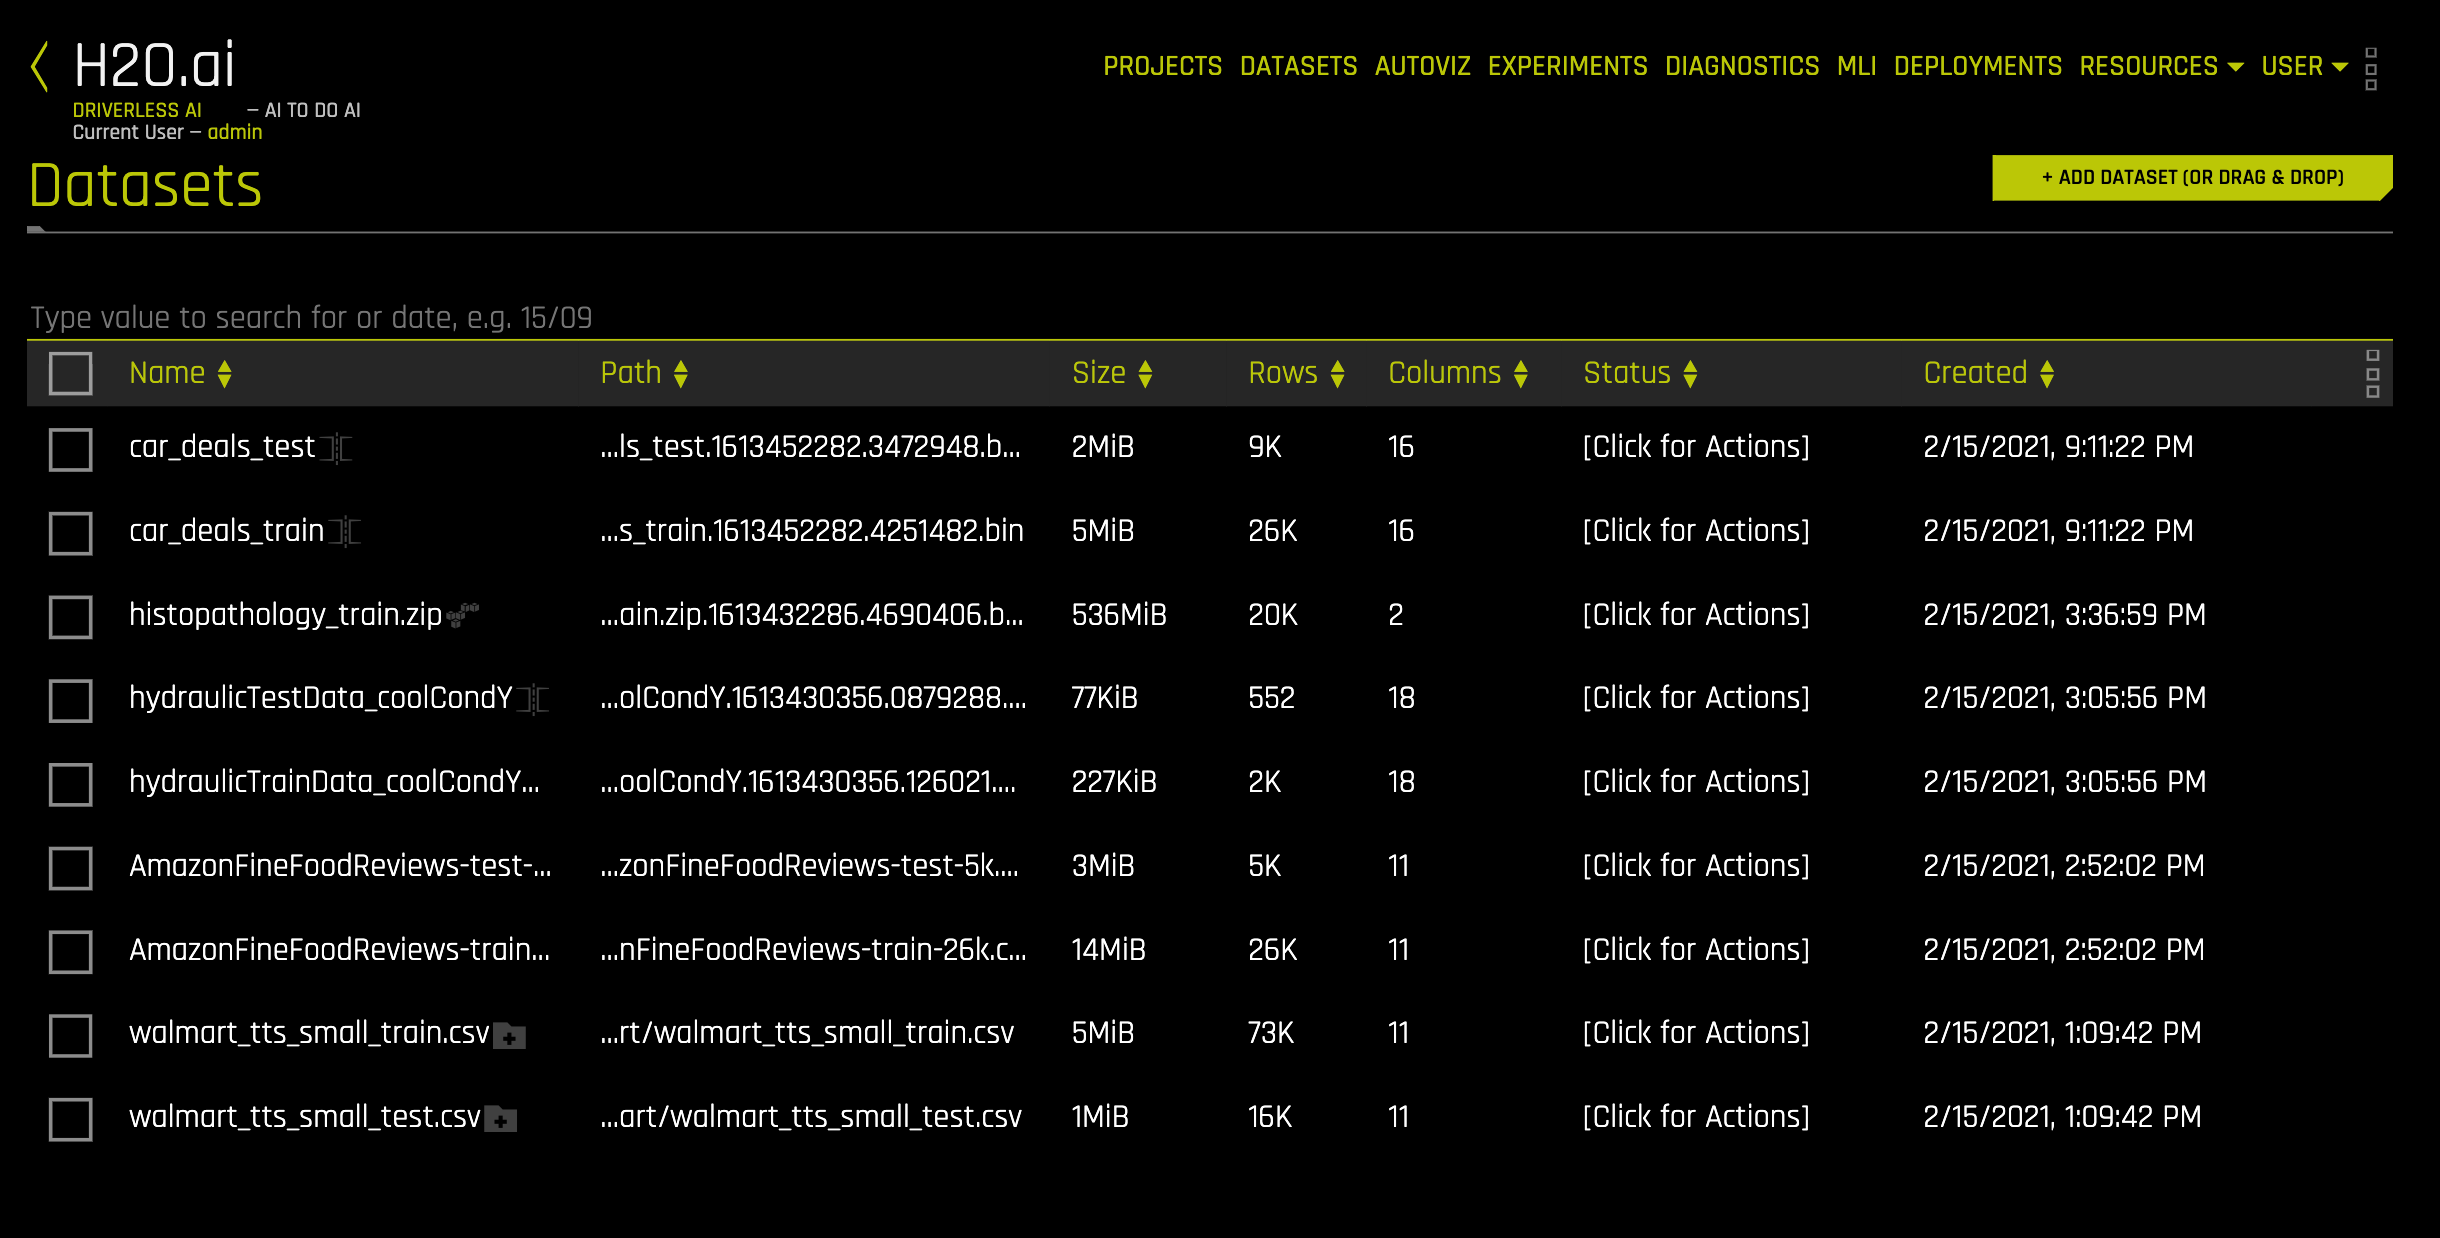 H2O.ai
DRIVERLESS AI — AI TO DO AI
Current User — admin
PROJECTS DATASETS AUTOVIZ EXPERIMENTS DIAGNOSTICS MLI DEPLOYMENTS RESOURCES USER
Datasets
+ ADD DATASET (OR DRAG & DROP)
Type value to search for or date, e.g. 15/09
Name Path Size Rows Columns Status Created
car_deals_test ...ls_test.1613452282.3472948.b... 2MiB 9K 16 [Click for Actions] 2/15/2021, 9:11:22 PM
car_deals_train ...s_train.1613452282.4251482.bin 5MiB 26K 16 [Click for Actions] 2/15/2021, 9:11:22 PM
histopathology_train.zip ...ain.zip.1613432286.4690406.b... 536MiB 20K 2 [Click for Actions] 2/15/2021, 3:36:59 PM
hydraulicTestData_coolCondY ...olCondY.1613430356.0879288.... 77KiB 552 18 [Click for Actions] 2/15/2021, 3:05:56 PM
hydraulicTrainData_coolCondY... ...oolCondY.1613430356.126021.... 227KiB 2K 18 [Click for Actions] 2/15/2021, 3:05:56 PM
AmazonFineFoodReviews-test-... ...zonFineFoodReviews-test-5k.... 3MiB 5K 11 [Click for Actions] 2/15/2021, 2:52:02 PM
AmazonFineFoodReviews-train... ...nFineFoodReviews-train-26k.c... 14MiB 26K 11 [Click for Actions] 2/15/2021, 2:52:02 PM
walmart_tts_small_train.csv ...rt/walmart_tts_small_train.csv 5MiB 73K 11 [Click for Actions] 2/15/2021, 1:09:42 PM
walmart_tts_small_test.csv ...art/walmart_tts_small_test.csv 1MiB 16K 11 [Click for Actions] 2/15/2021, 1:09:42 PM